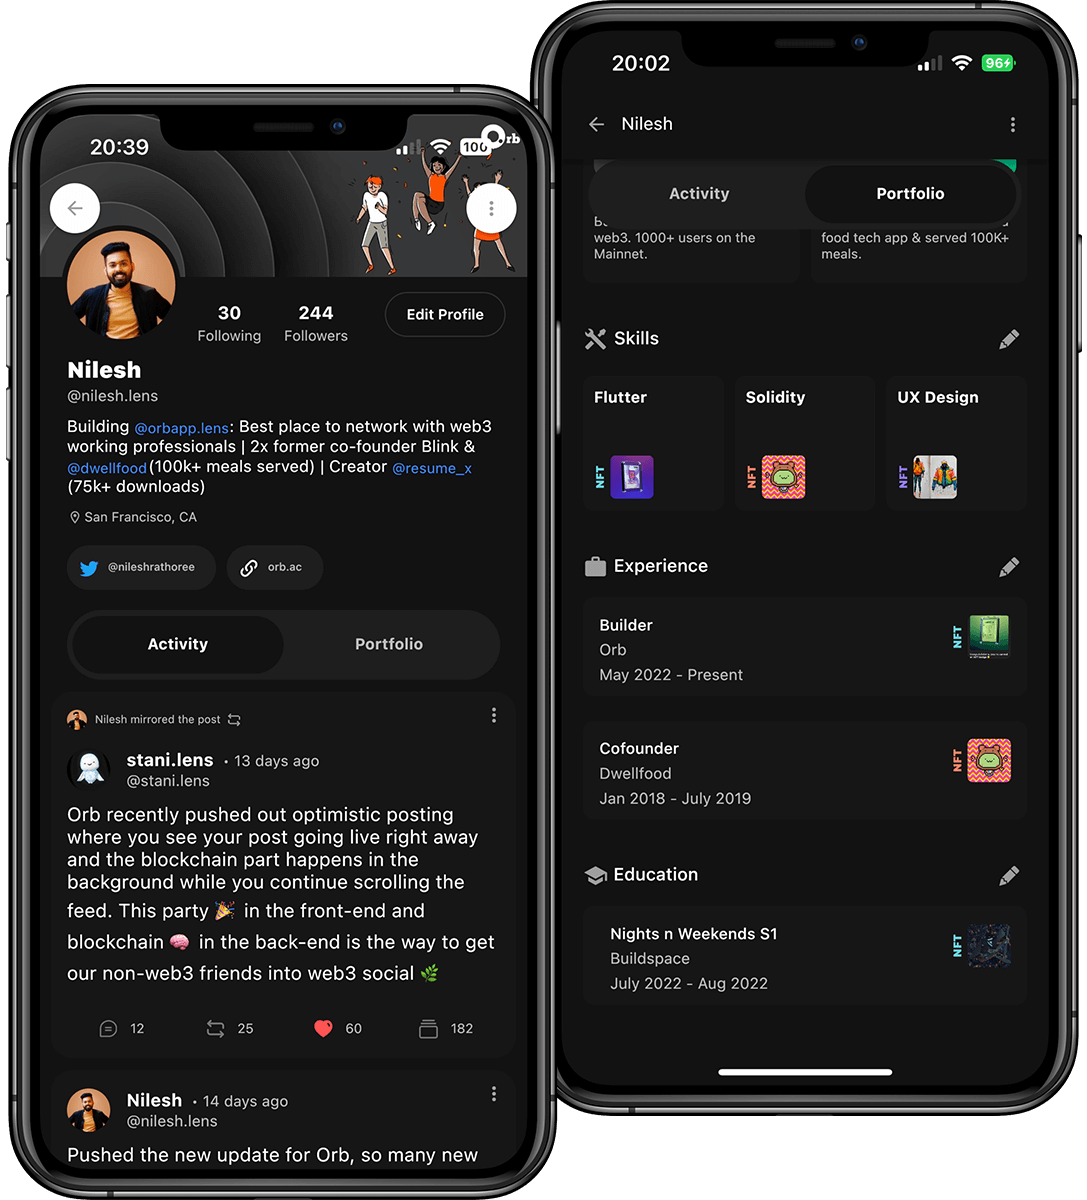 20:39
100
Orb
30
Following
244
Followers
Edit Profile
Nilesh
@nilesh.lens
Building @orbapp.lens: Best place to network with web3
working professionals | 2x former co-founder Blink &
@dwellfood (100k+ meals served) | Creator @resume_x
(75k+ downloads)
San Francisco, CA
@nileshrathoree
orb.ac
Activity
Portfolio
Nilesh mirrored the post
stani.lens • 13 days ago
@stani.lens
Orb recently pushed out optimistic posting
where you see your post going live right away
and the blockchain part happens in the
background while you continue scrolling the
feed. This party 🎉 in the front-end and
blockchain 🧠 in the back-end is the way to get
our non-web3 friends into web3 social 🌿
12
25
60
182
Nilesh • 14 days ago
@nilesh.lens
Pushed the new update for Orb, so many new
20:02
96
Nilesh
Activity
Portfolio
web3. 1000+ users on the
Mainnet.
food tech app & served 100K+
meals.
Skills
Flutter
NFT
Solidity
NFT
UX Design
NFT
Experience
Builder
Orb
May 2022 - Present
NFT
Cofounder
Dwellfood
Jan 2018 - July 2019
NFT
Education
Nights n Weekends S1
Buildspace
July 2022 - Aug 2022
NFT